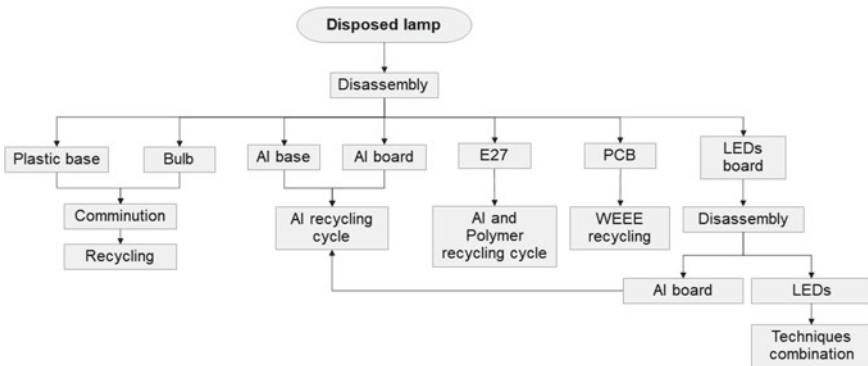 Disposed lamp
Disassembly
Plastic base
Bulb
Al base
Al board
E27
PCB
LEDs
board
Comminution
Recycling
Al recycling
cycle
Al and
Polymer
recycling cycle
WEEE
recycling
Disassembly
Al board
LEDs
Techniques
combination